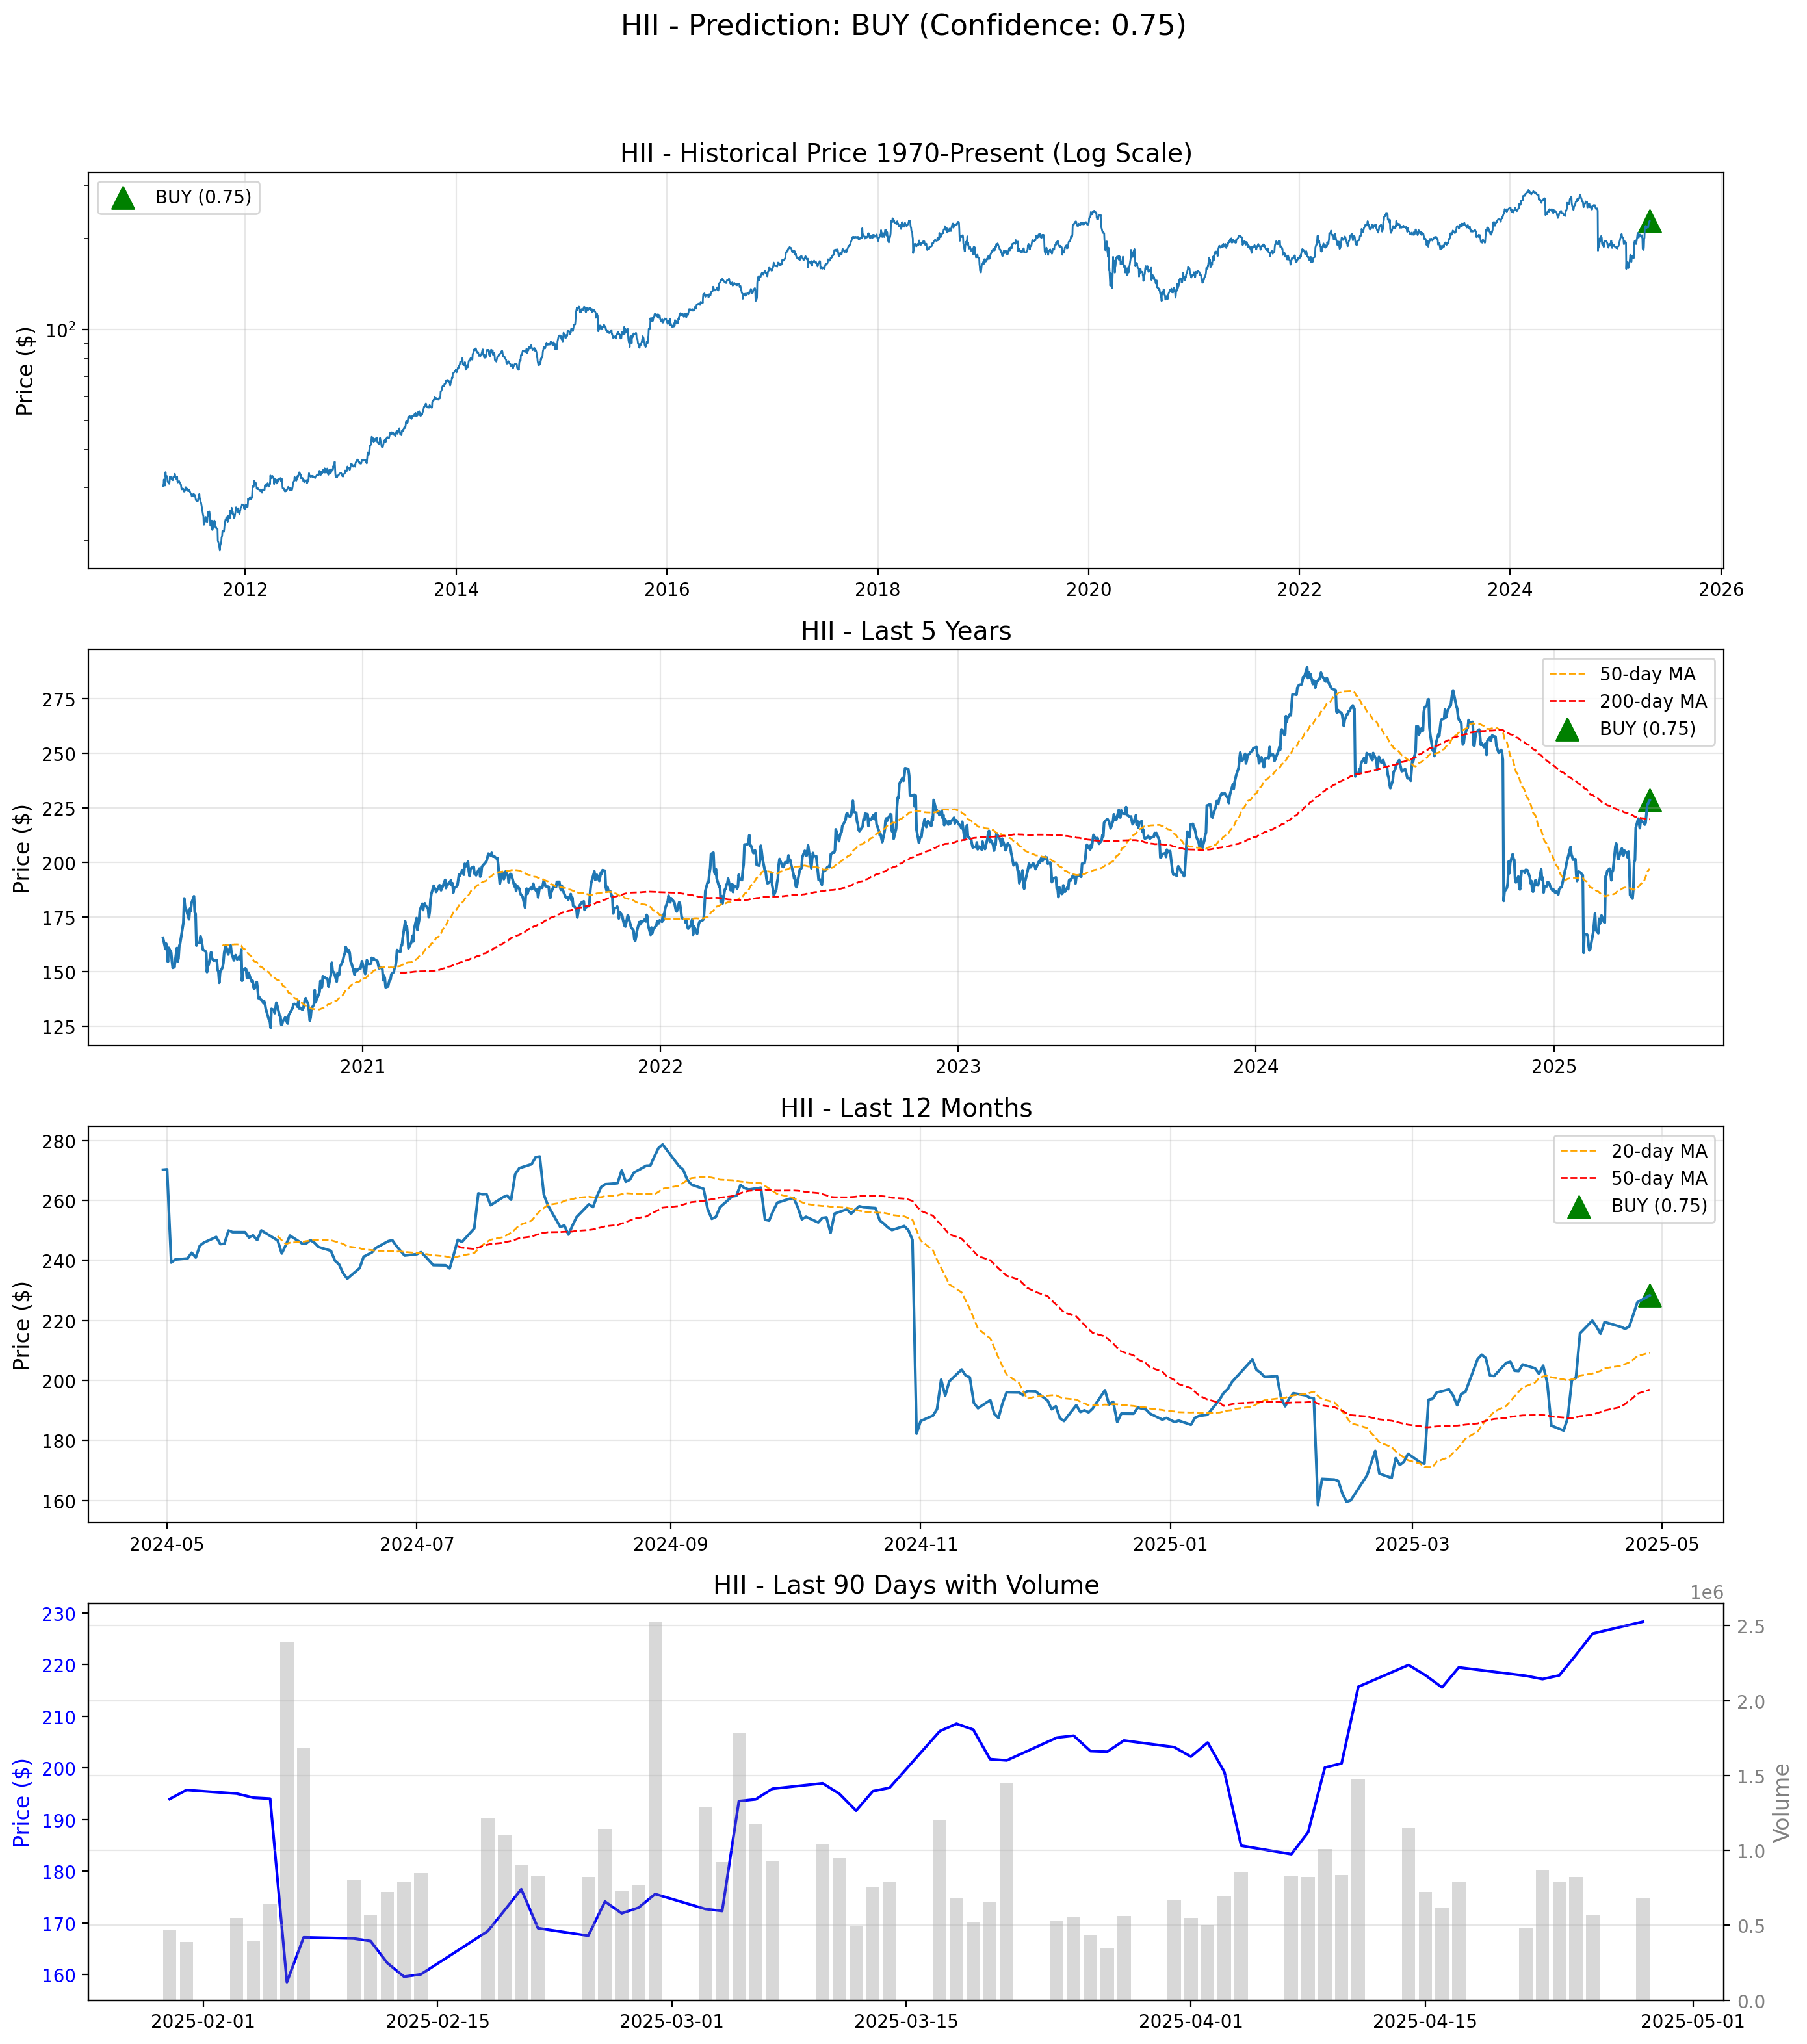 HII - Prediction: BUY (Confidence: 0.75)
HII - Historical Price 1970-Present (Log Scale)
BUY (0.75)
Price ($)
10²
2012 2014 2016 2018 2020 2022 2024 2026
HII - Last 5 Years
50-day MA
200-day MA
BUY (0.75)
Price ($)
275
250
225
200
175
150
125
2021 2022 2023 2024 2025
HII - Last 12 Months
20-day MA
50-day MA
BUY (0.75)
Price ($)
280
260
240
220
200
180
160
2024-05 2024-07 2024-09 2024-11 2025-01 2025-03 2025-05
HII - Last 90 Days with Volume
1e6
Price ($)
230
220
210
200
190
180
170
160
2.5
2.0
1.5
1.0
0.5
0.0
Volume
2025-02-01 2025-02-15 2025-03-01 2025-03-15 2025-04-01 2025-04-15 2025-05-01